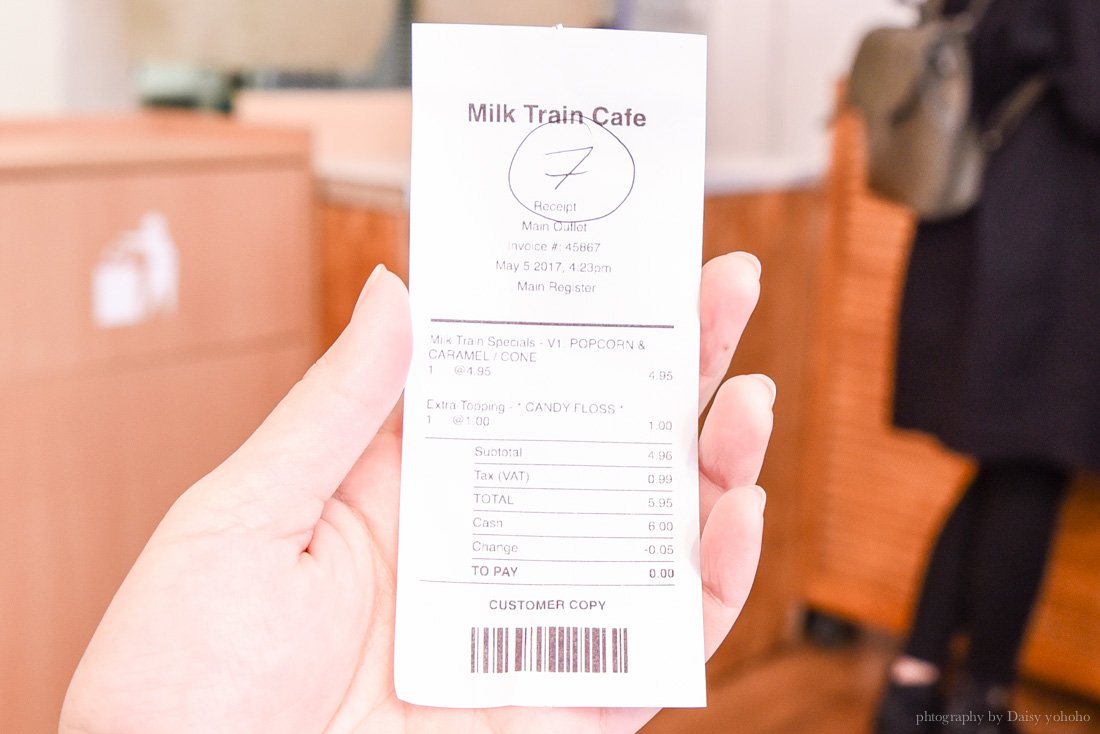 Milk Train Cafe
7
Receipt
Main Outlet
Invoice #: 45867
May 5 2017, 4:23pm
Main Register
Milk Train Specials - V1. POPCORN &
CARAMEL / CONE
1 @4.95 4.95
Extra Topping - * CANDY FLOSS *
1 @1.00 1.00
Subtotal 4.96
Tax (VAT) 0.99
TOTAL 5.95
Cash 6.00
Change -0.05
TO PAY 0.00
CUSTOMER COPY
phtography by Daisy yohoho